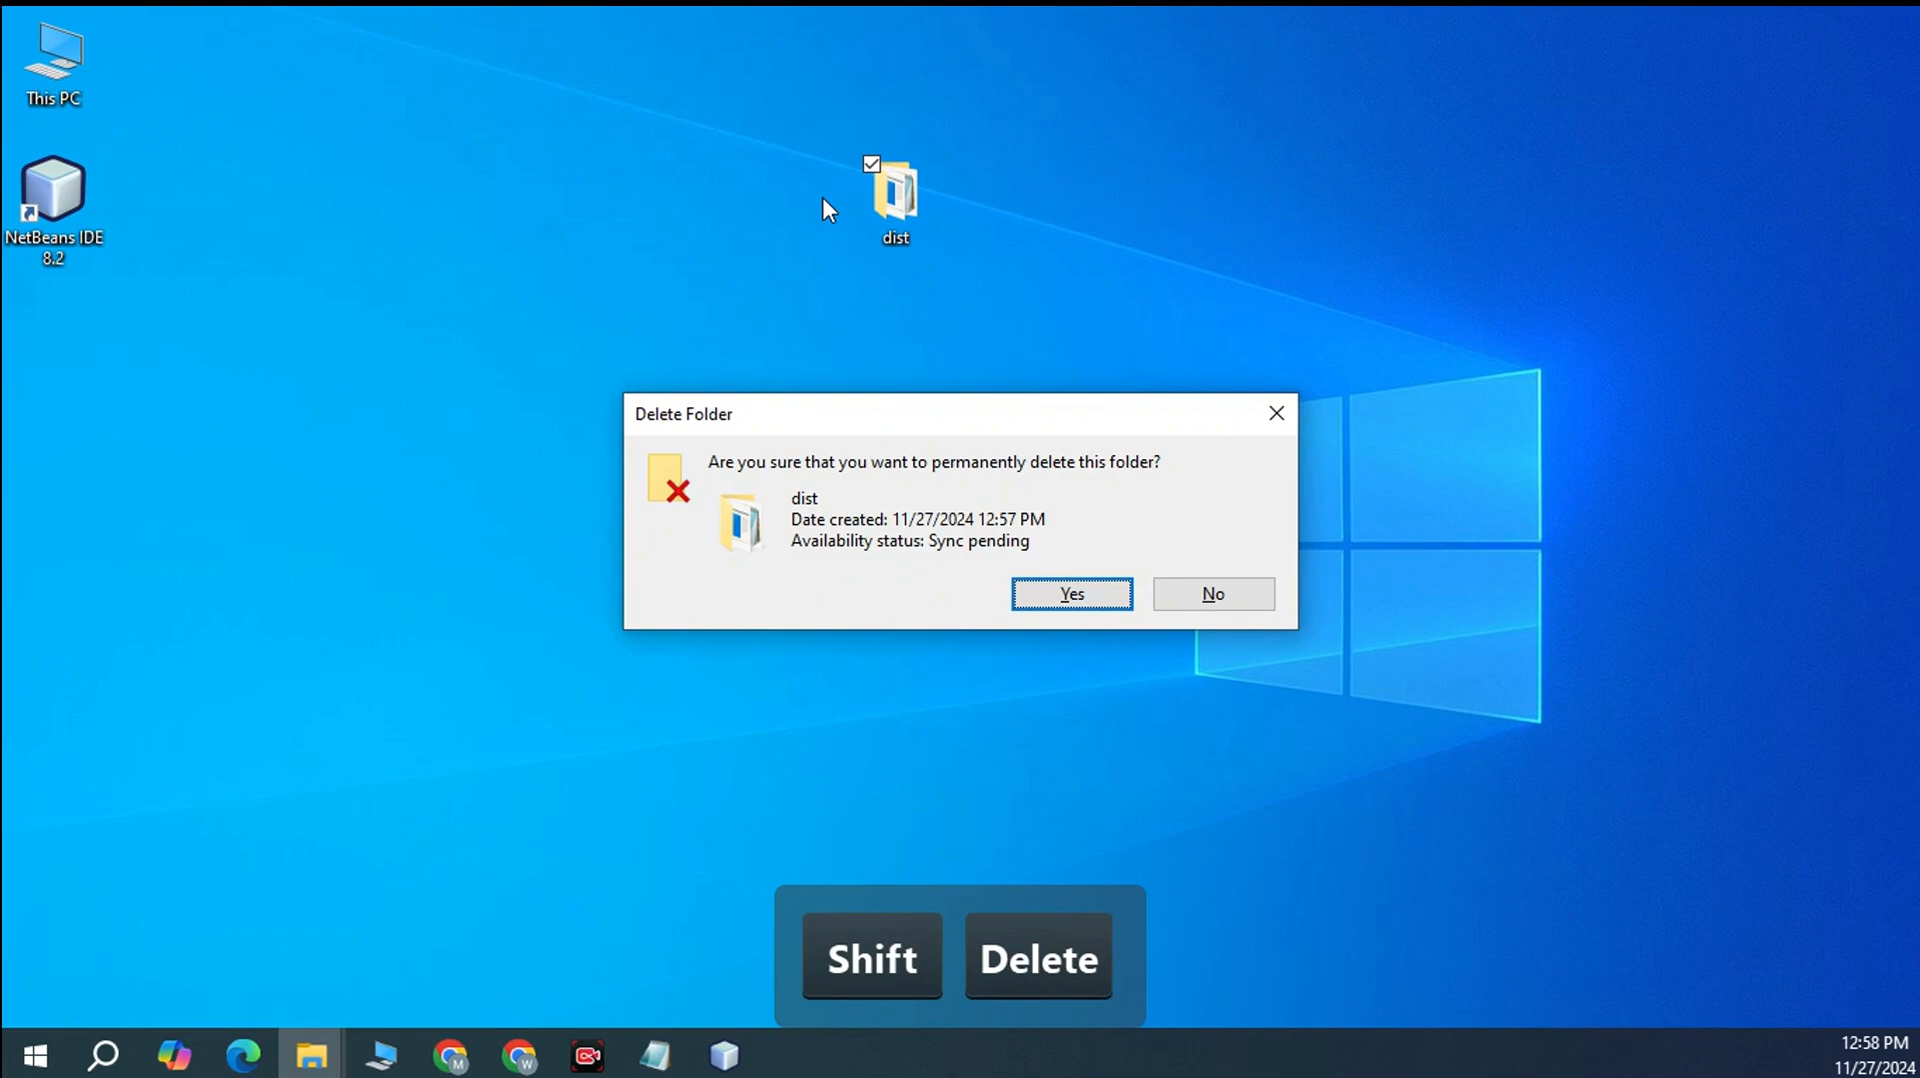 This PC
NetBeans IDE
8.2
dist
Delete Folder
Are you sure that you want to permanently delete this folder?
dist
Date created: 11/27/2024 12:57 PM
Availability status: Sync pending
Yes
No
Shift
Delete
M
W
12:58 PM
11/27/2024